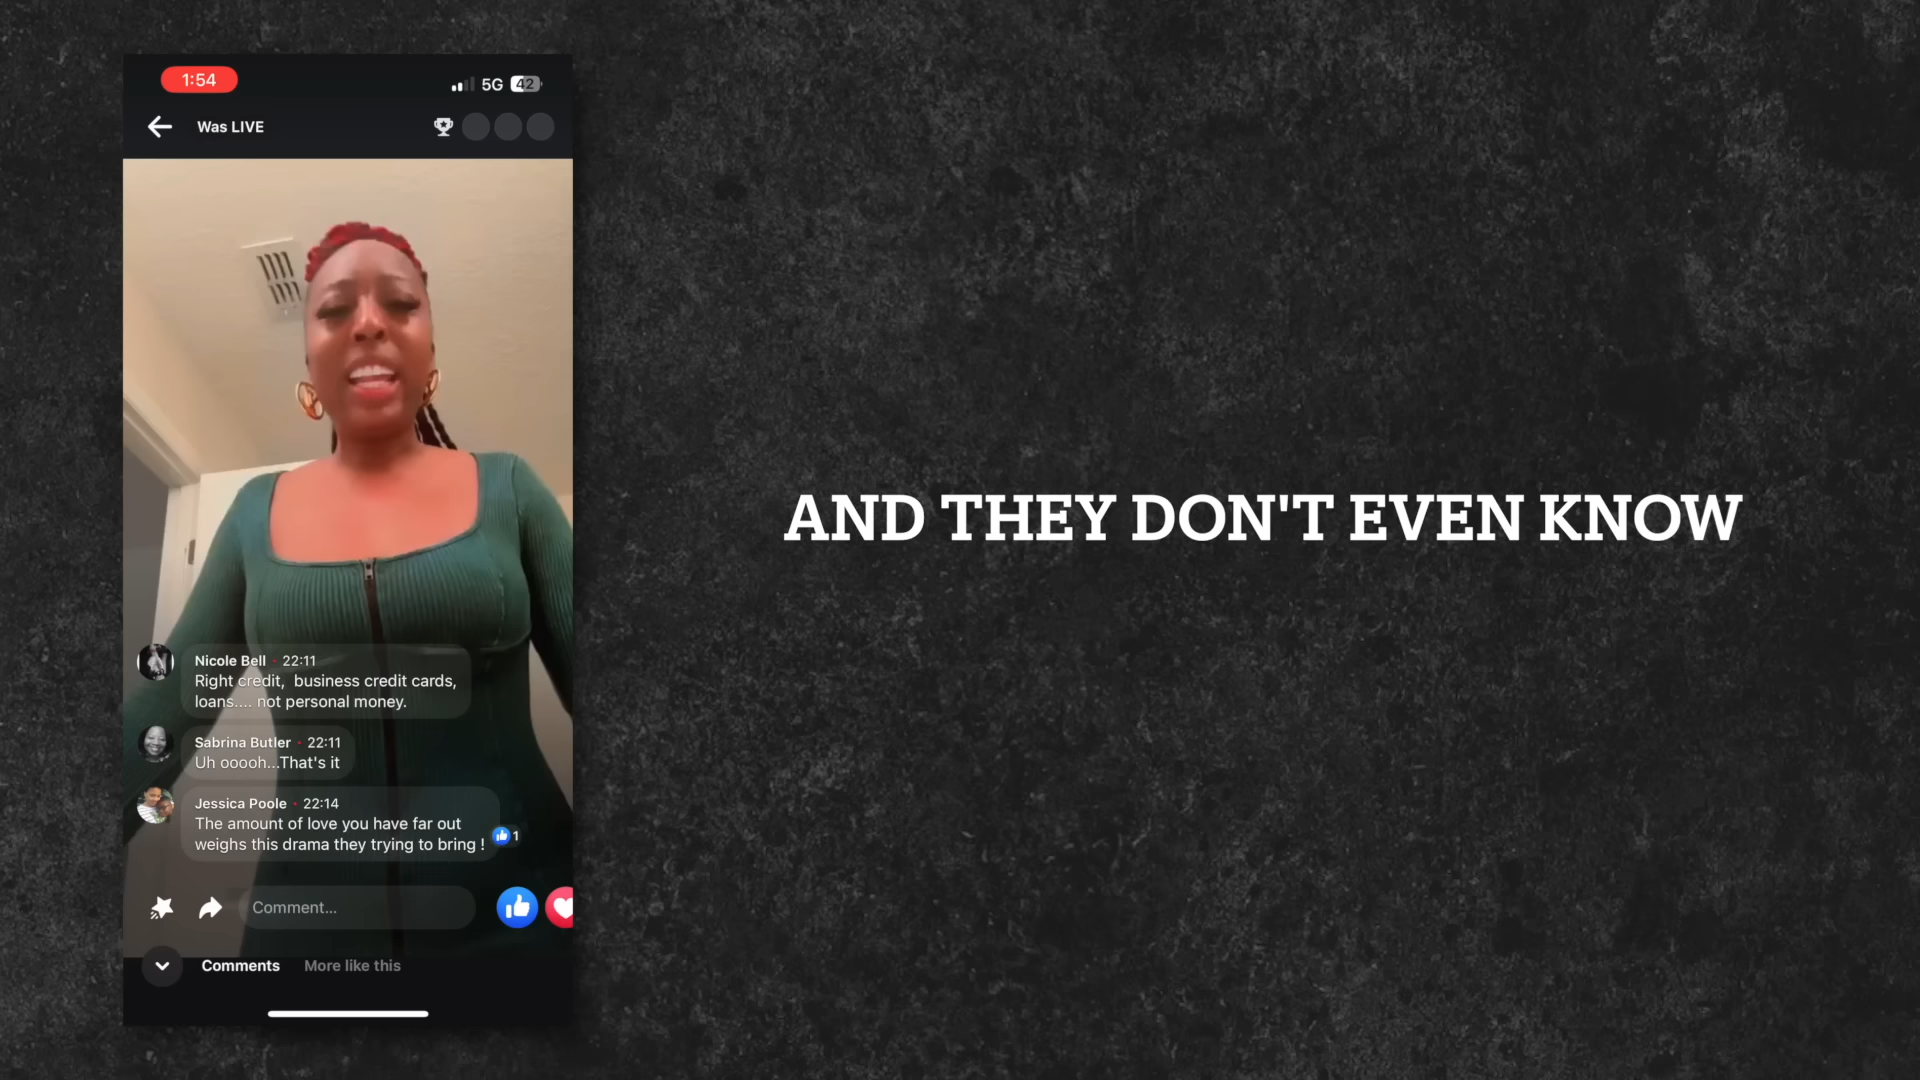 1:54
5G 42
Was LIVE
Nicole Bell · 22:11
Right credit, business credit cards,
loans.... not personal money.
Sabrina Butler · 22:11
Uh ooooh...That's it
Jessica Poole · 22:14
The amount of love you have far out
weighs this drama they trying to bring !
1
Comment...
Comments More like this
AND THEY DON'T EVEN KNOW